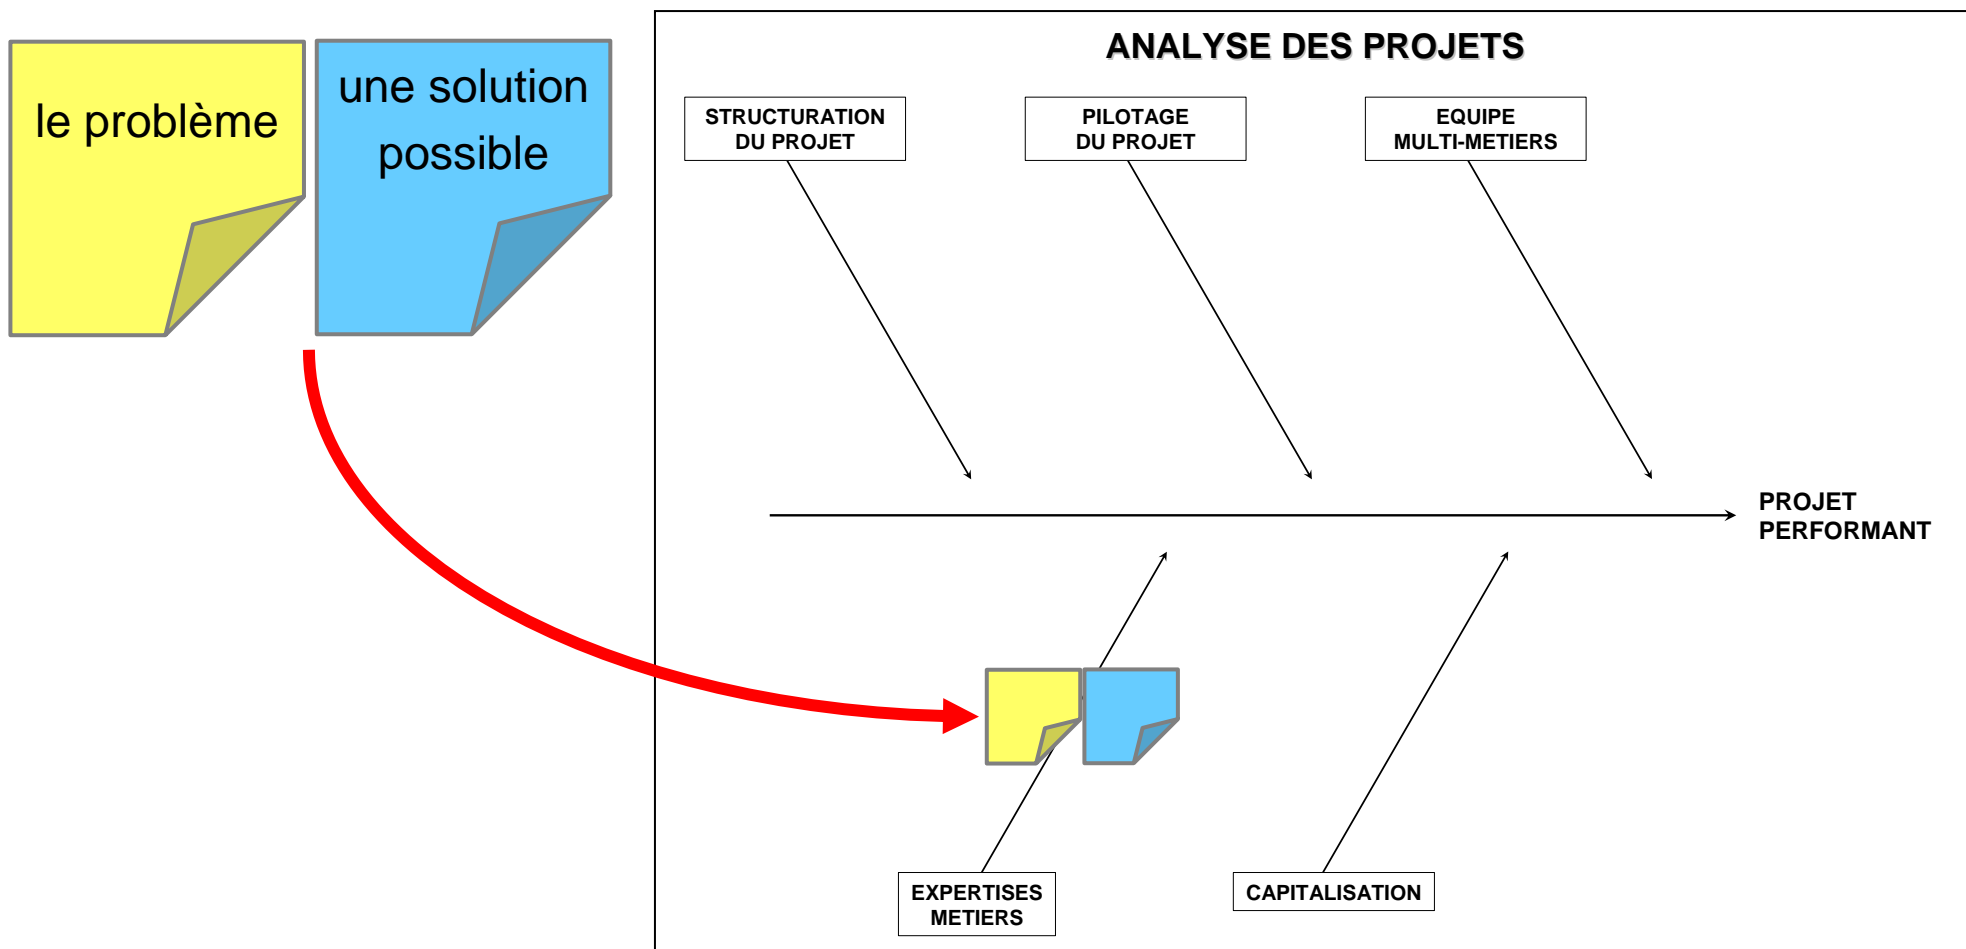 le problème
une solution
possible
ANALYSE DES PROJETS
STRUCTURATION
DU PROJET
PILOTAGE
DU PROJET
EQUIPE
MULTI-METIERS
PROJET
PERFORMANT
EXPERTISES
METIERS
CAPITALISATION